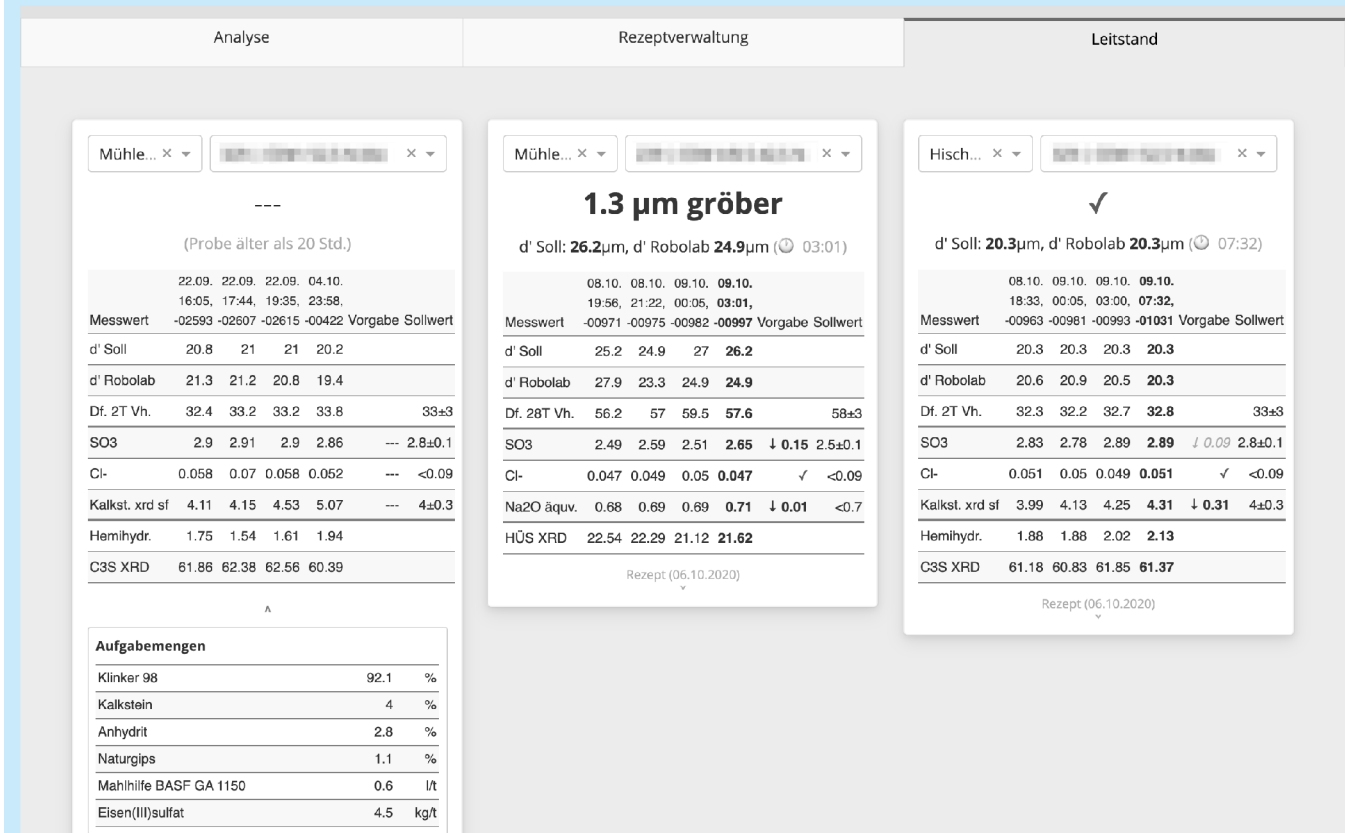 Analyse Rezeptverwaltung Leitstand
Mühle... × ×
---
(Probe älter als 20 Std.)
22.09. 22.09. 22.09. 04.10.
16:05, 17:44, 19:35, 23:58,
Messwert -02593 -02607 -02615 -00422 Vorgabe Sollwert
d' Soll 20.8 21 21 20.2
d' Robolab 21.3 21.2 20.8 19.4
Df. 2T Vh. 32.4 33.2 33.2 33.8 33±3
SO3 2.9 2.91 2.9 2.86 --- 2.8±0.1
Cl- 0.058 0.07 0.058 0.052 --- <0.09
Kalkst. xrd sf 4.11 4.15 4.53 5.07 --- 4±0.3
Hemihydr. 1.75 1.54 1.61 1.94
C3S XRD 61.86 62.38 62.56 60.39
Aufgabemengen
Klinker 98 92.1 %
Kalkstein 4 %
Anhydrit 2.8 %
Naturgips 1.1 %
Mahlhilfe BASF GA 1150 0.6 l/t
Eisen(III)sulfat 4.5 kg/t
Mühle... × ×
1.3 µm gröber
d' Soll: 26.2µm, d' Robolab 24.9µm (🕐 03:01)
08.10. 08.10. 09.10. 09.10.
19:56, 21:22, 00:05, 03:01,
Messwert -00971 -00975 -00982 -00997 Vorgabe Sollwert
d' Soll 25.2 24.9 27 26.2
d' Robolab 27.9 23.3 24.9 24.9
Df. 28T Vh. 56.2 57 59.5 57.6 58±3
SO3 2.49 2.59 2.51 2.65 ↓ 0.15 2.5±0.1
Cl- 0.047 0.049 0.05 0.047 ✓ <0.09
Na2O äquv. 0.68 0.69 0.69 0.71 ↓ 0.01 <0.7
HÜS XRD 22.54 22.29 21.12 21.62
Rezept (06.10.2020)
Hisch... × ×
✓
d' Soll: 20.3µm, d' Robolab 20.3µm (🕐 07:32)
08.10. 09.10. 09.10. 09.10.
18:33, 00:05, 03:00, 07:32,
Messwert -00963 -00981 -00993 -01031 Vorgabe Sollwert
d' Soll 20.3 20.3 20.3 20.3
d' Robolab 20.6 20.9 20.5 20.3
Df. 2T Vh. 32.3 32.2 32.7 32.8 33±3
SO3 2.83 2.78 2.89 2.89 ↓ 0.09 2.8±0.1
Cl- 0.051 0.05 0.049 0.051 ✓ <0.09
Kalkst. xrd sf 3.99 4.13 4.25 4.31 ↓ 0.31 4±0.3
Hemihydr. 1.88 1.88 2.02 2.13
C3S XRD 61.18 60.83 61.85 61.37
Rezept (06.10.2020)